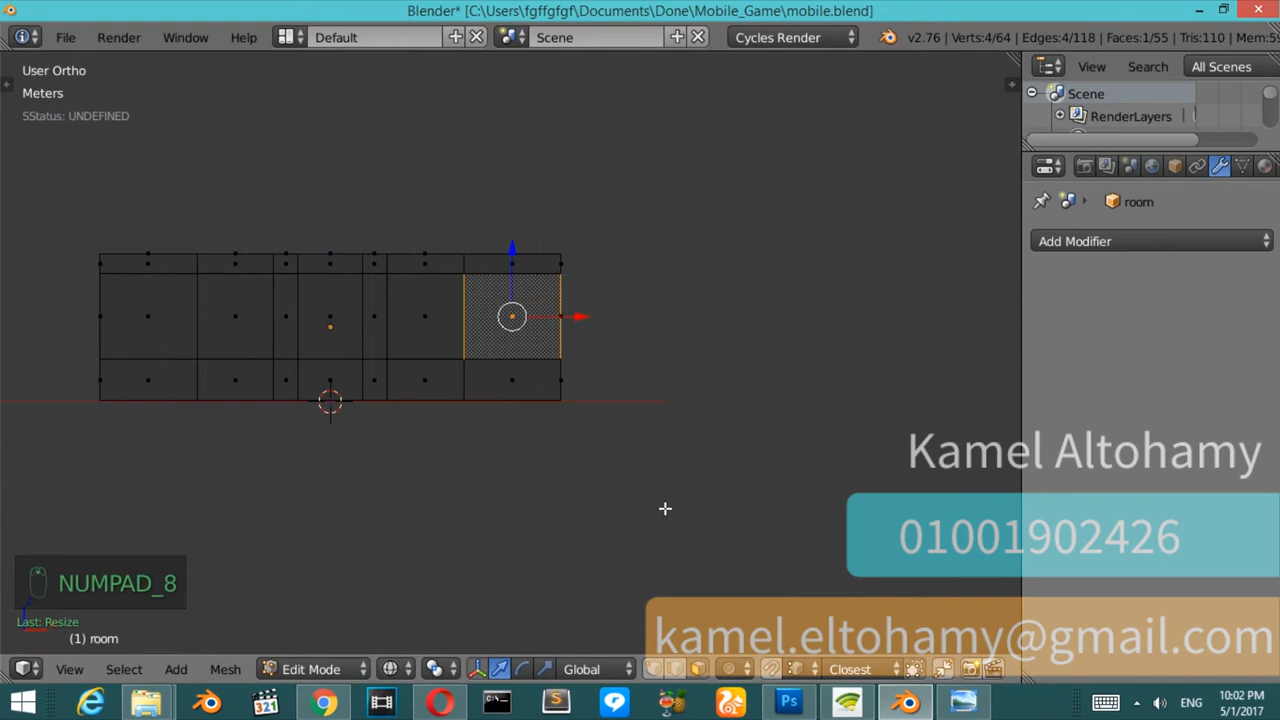 Blender* [C:\Users\fgffgfgf\Documents\Done\Mobile_Game\mobile.blend]
File Render Window Help Default Scene Cycles Render v2.76 | Verts:4/64 | Edges:4/118 | Faces:1/55 | Tris:110 | Mem:59
User Ortho
Meters
SStatus: UNDEFINED
View Search All Scenes
Scene
RenderLayers
room
Add Modifier
Kamel Altohamy
01001902426
kamel.eltohamy@gmail.com
NUMPAD_8
Last: Resize
(1) room
View Select Add Mesh Edit Mode Global Closest
ENG
10:02 PM
5/1/2017